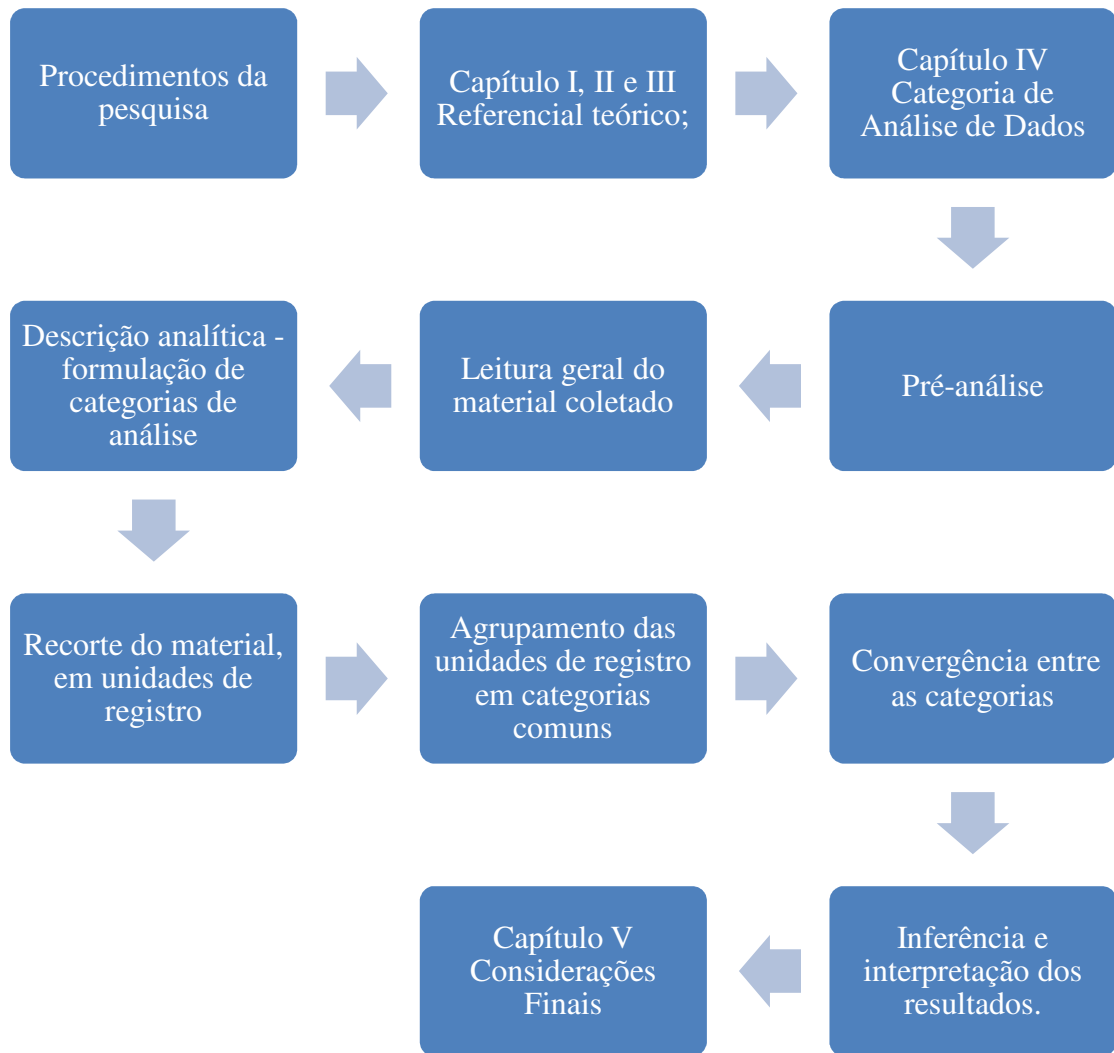 Procedimentos da
pesquisa
Capítulo I, II e III
Referencial teórico;
Capítulo IV
Categoria de
Análise de Dados
Pré-análise
Leitura geral do
material coletado
Descrição analítica -
formulação de
categorias de
análise
Recorte do material,
em unidades de
registro
Agrupamento das
unidades de registro
em categorias
comuns
Convergência entre
as categorias
Inferência e
interpretação dos
resultados.
Capítulo V
Considerações
Finais